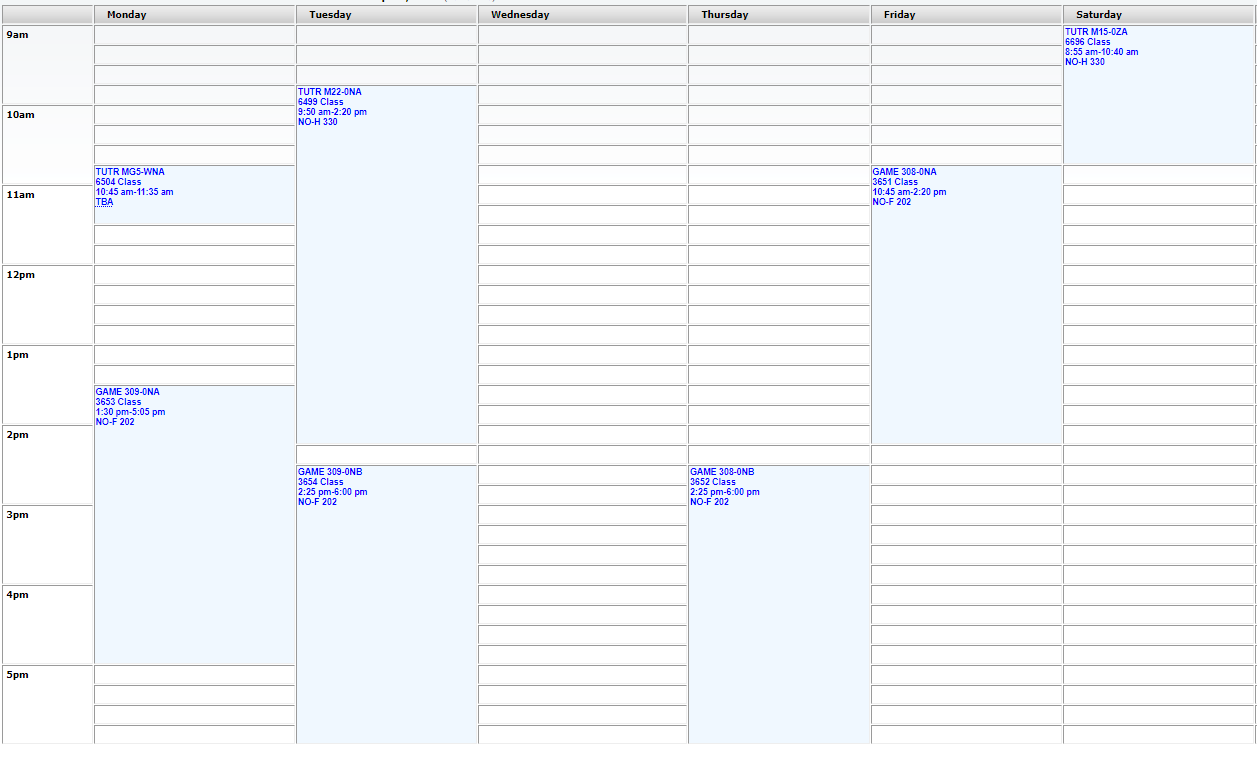 Monday Tuesday Wednesday Thursday Friday Saturday
9am
TUTR M15-0ZA
6696 Class
8:55 am-10:40 am
NO-H 330
TUTR M22-0NA
6499 Class
9:50 am-2:20 pm
NO-H 330
10am
TUTR MG5-WNA
6504 Class
10:45 am-11:35 am
TBA
GAME 308-0NA
3651 Class
10:45 am-2:20 pm
NO-F 202
11am
12pm
1pm
GAME 309-0NA
3653 Class
1:30 pm-5:05 pm
NO-F 202
2pm
GAME 309-0NB
3654 Class
2:25 pm-6:00 pm
NO-F 202
GAME 308-0NB
3652 Class
2:25 pm-6:00 pm
NO-F 202
3pm
4pm
5pm